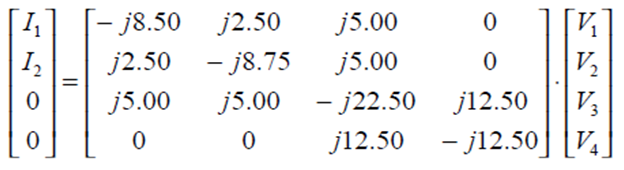 I₁ − j8.50 j2.50 j5.00 0 V₁
I₂ = j2.50 − j8.75 j5.00 0 · V₂
0 j5.00 j5.00 − j22.50 j12.50 V₃
0 0 0 j12.50 − j12.50 V₄